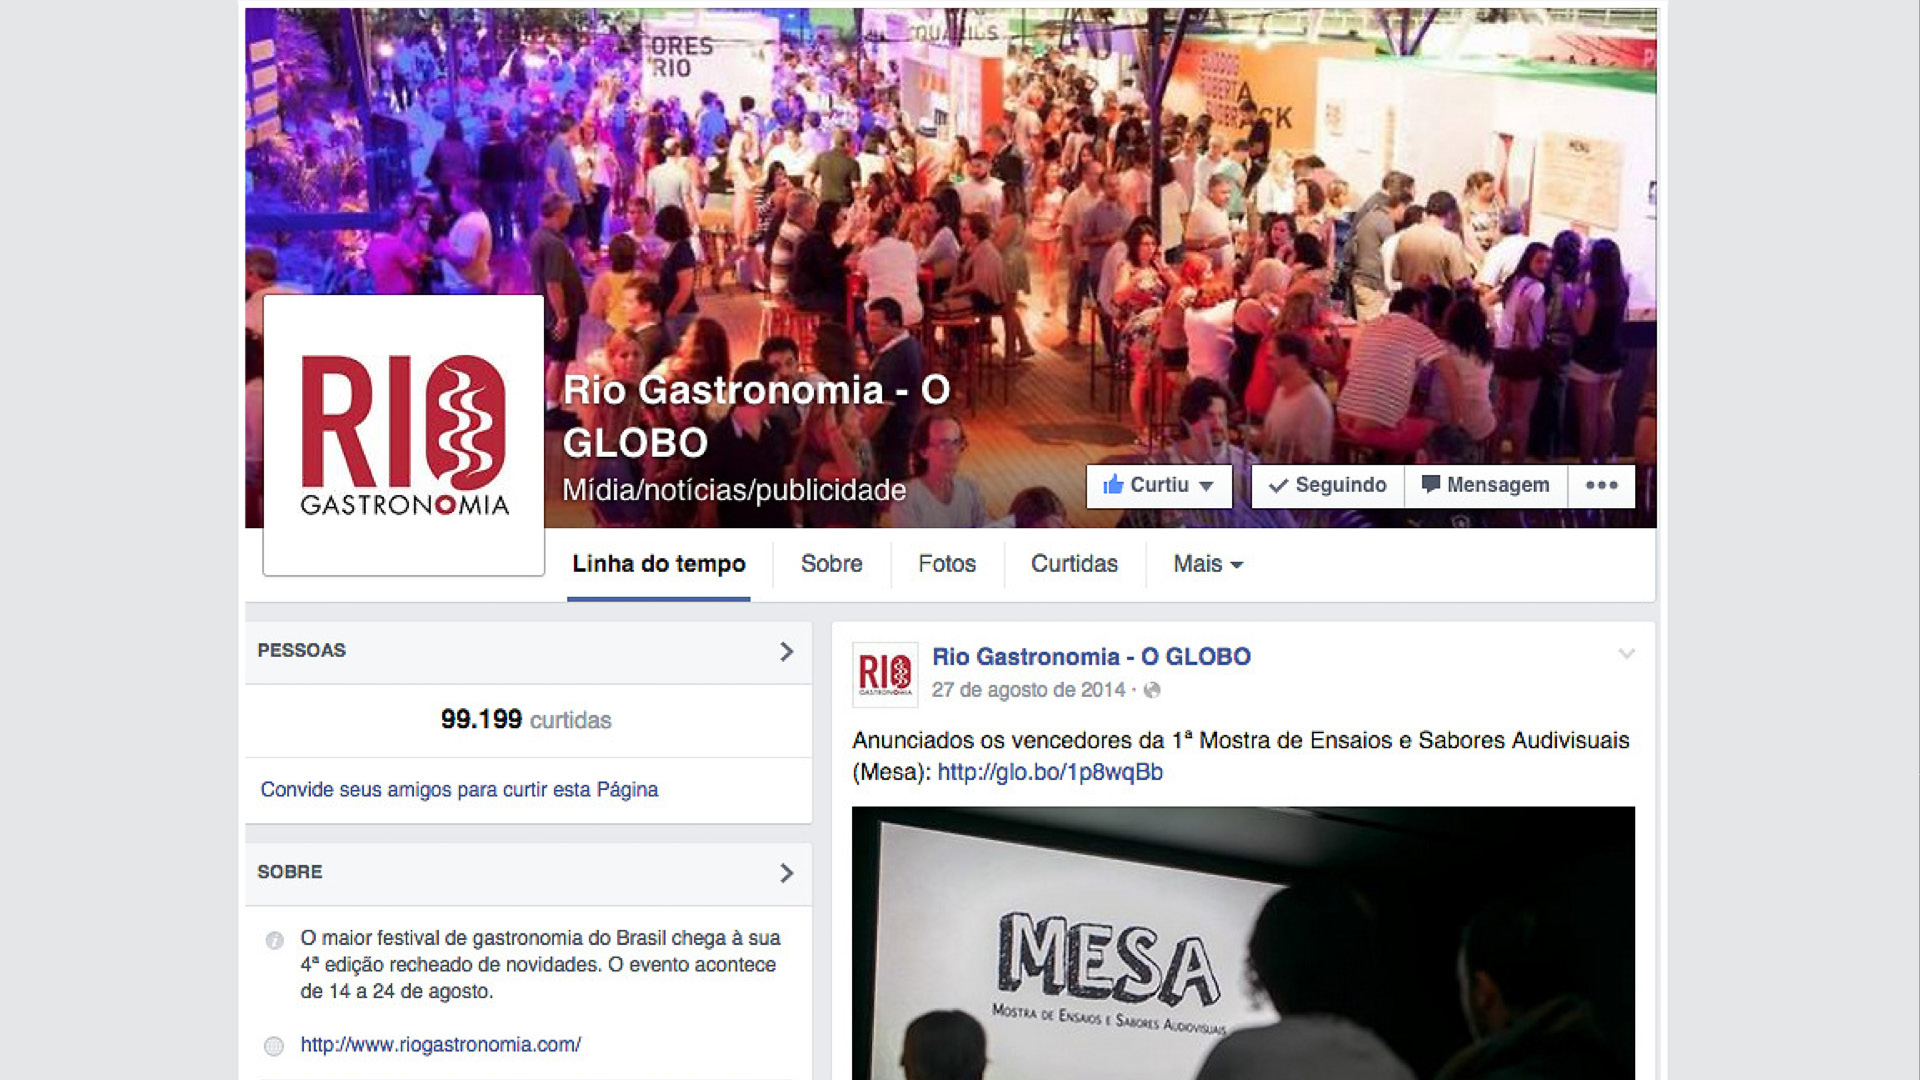 ORES
RIO
QUARIUS
ACK
MENU
RIO
GASTRONOMIA
Rio Gastronomia - O
GLOBO
Mídia/notícias/publicidade
Curtiu
Seguindo
Mensagem
Linha do tempo
Sobre
Fotos
Curtidas
Mais
PESSOAS
99.199 curtidas
Convide seus amigos para curtir esta Página
SOBRE
O maior festival de gastronomia do Brasil chega à sua
4ª edição recheado de novidades. O evento acontece
de 14 a 24 de agosto.
http://www.riogastronomia.com/
RIO
GASTRONOMIA
Rio Gastronomia - O GLOBO
27 de agosto de 2014 ·
Anunciados os vencedores da 1ª Mostra de Ensaios e Sabores Audivisuais
(Mesa): http://glo.bo/1p8wqBb
MESA
MOSTRA DE ENSAIOS E SABORES AUDIOVISUAIS